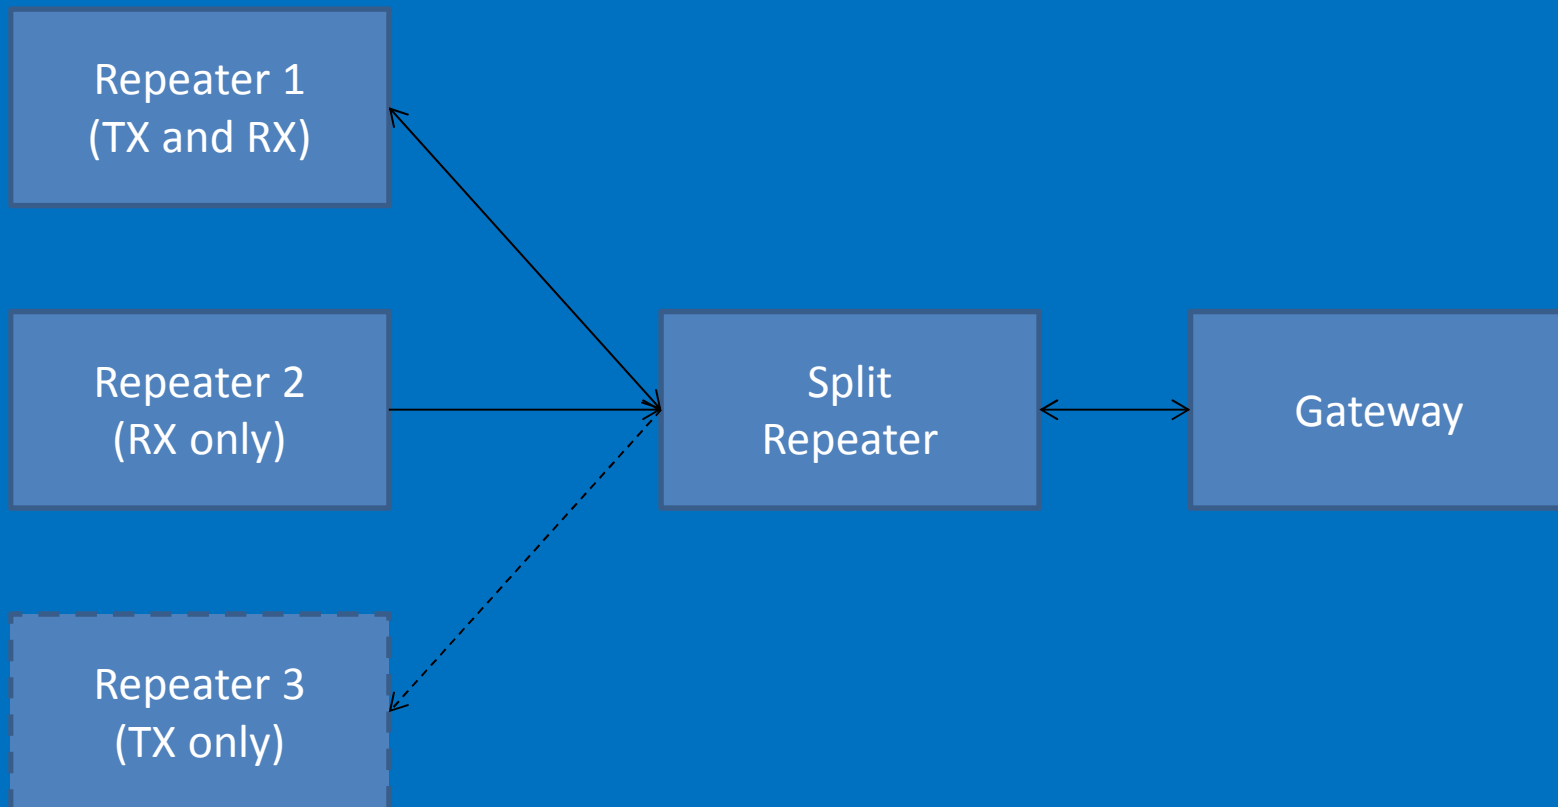 Repeater 1
(TX and RX)
Repeater 2
(RX only)
Split
Repeater
Gateway
Repeater 3
(TX only)